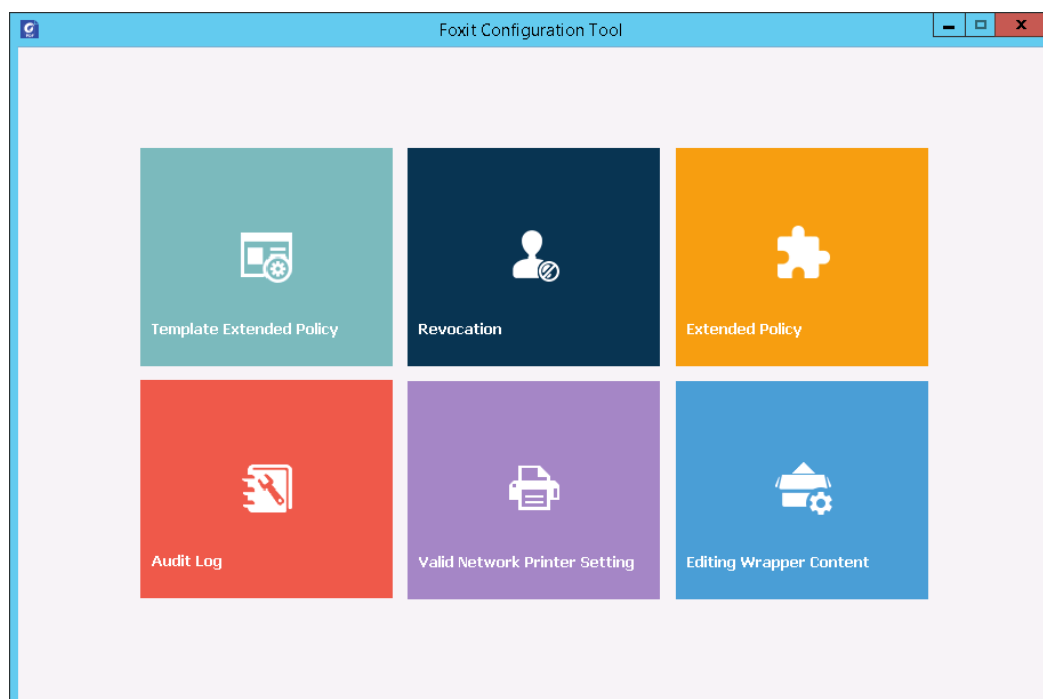 Foxit Configuration Tool
Template Extended Policy
Revocation
Extended Policy
Audit Log
Valid Network Printer Setting
Editing Wrapper Content